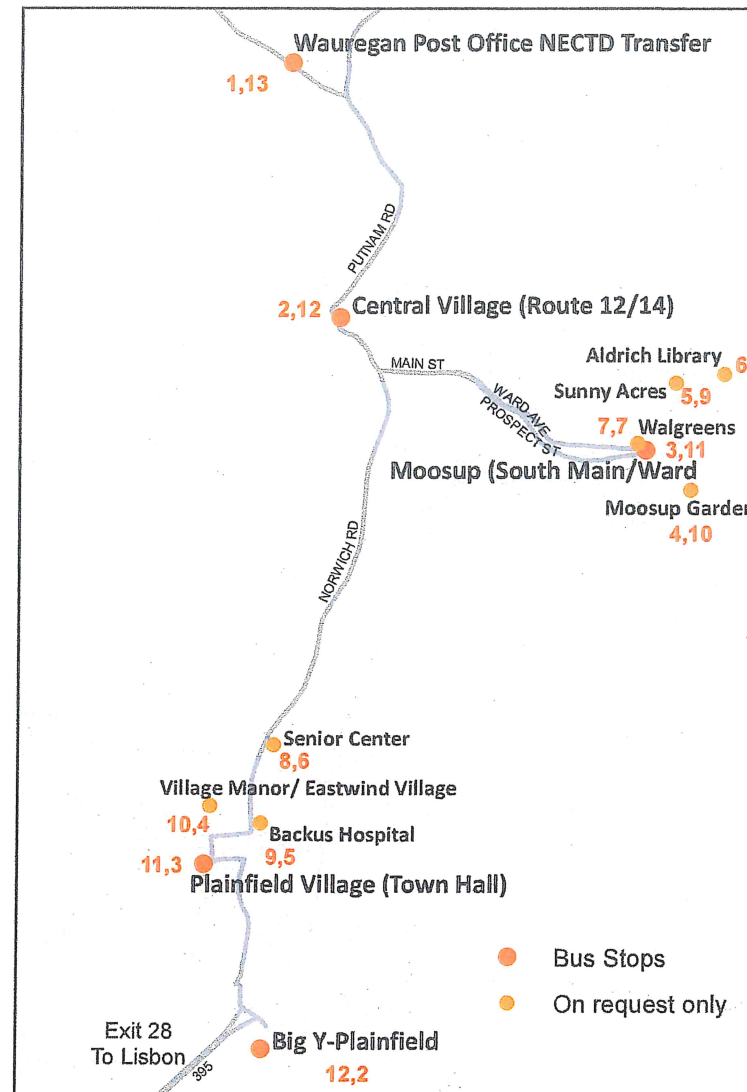 Wauregan Post Office NECTD Transfer
1,13
PUTNAM RD
2,12
Central Village (Route 12/14)
MAIN ST
Aldrich Library
6
Sunny Acres
5,9
WARD AVE
PROSPECT ST
7,7
Walgreens
3,11
Moosup (South Main/Ward
Moosup Garden
4,10
NORWICH RD
Senior Center
8,6
Village Manor/ Eastwind Village
10,4
Backus Hospital
9,5
11,3
Plainfield Village (Town Hall)
Bus Stops
On request only
Exit 28
To Lisbon
395
Big Y-Plainfield
12,2